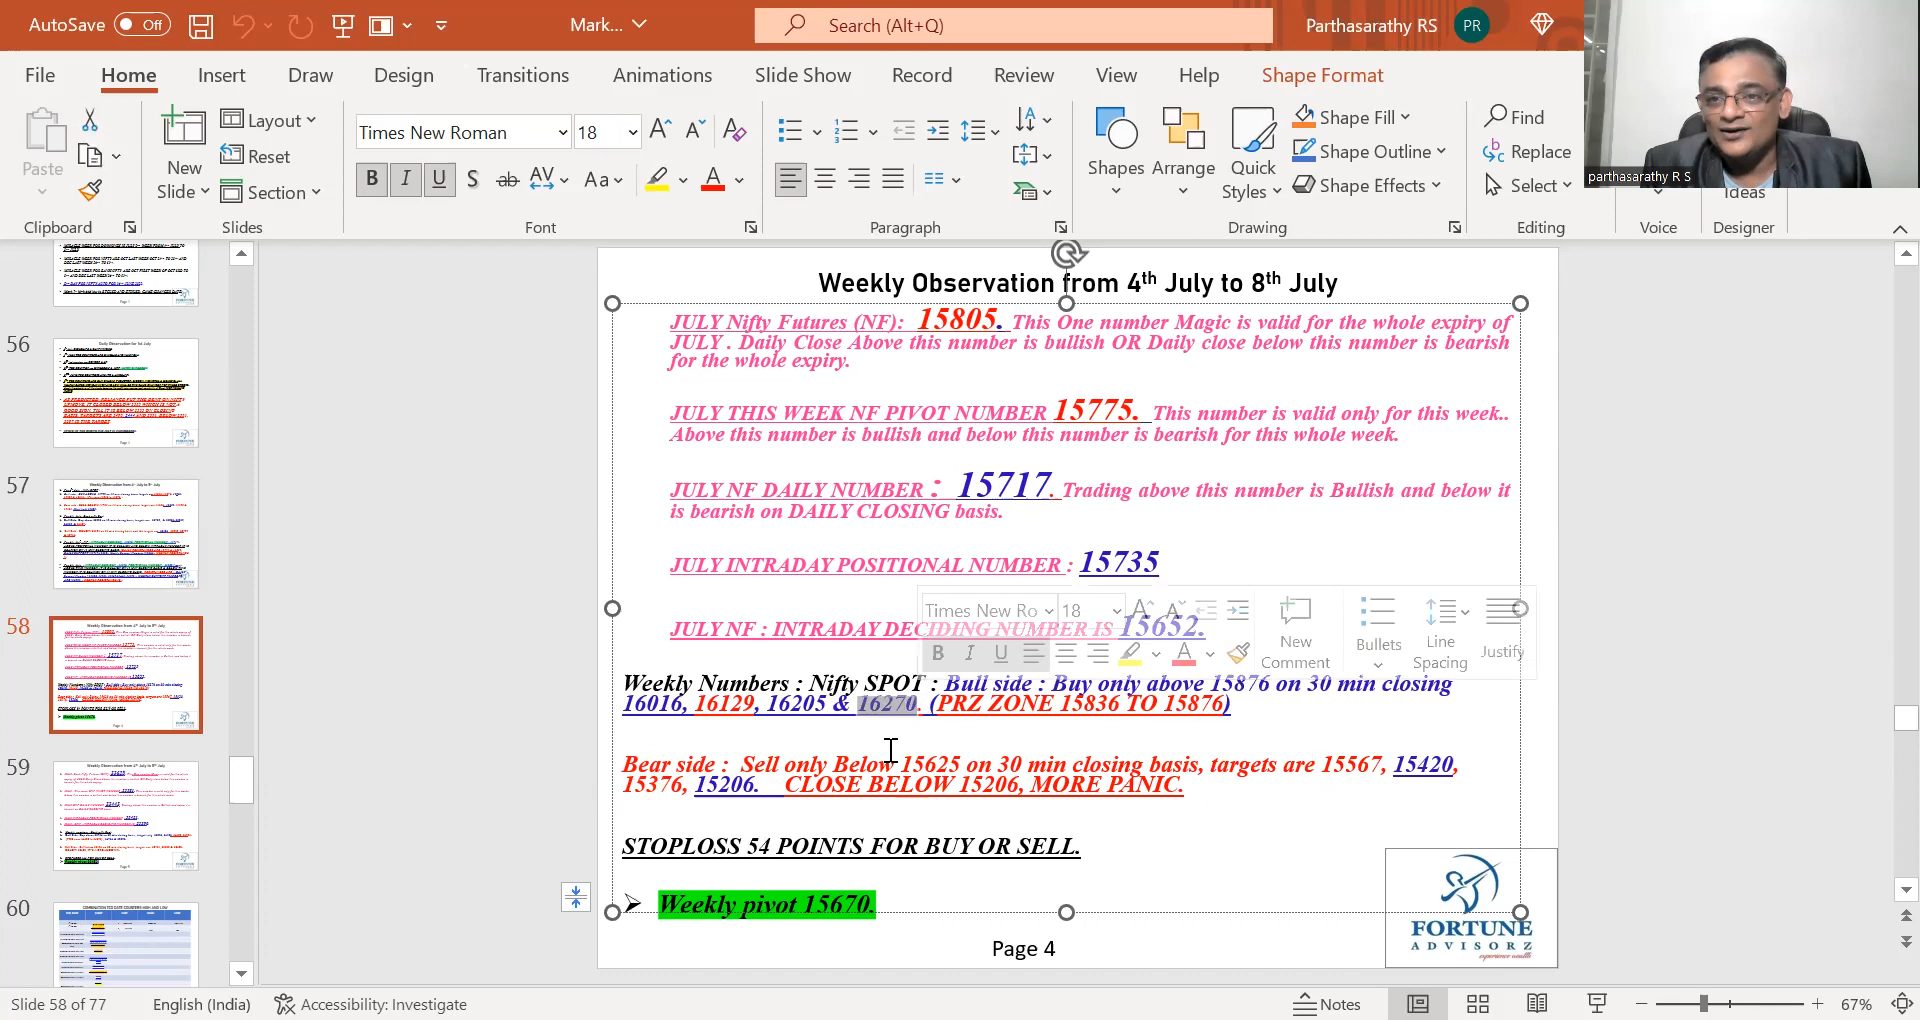 AutoSave Off Mark... Search (Alt+Q) Parthasarathy RS PR
File Home Insert Draw Design Transitions Animations Slide Show Record Review View Help Shape Format
Paste
Clipboard
New Slide
Layout
Reset
Section
Slides
Times New Roman 18
B I U S ab AV Aa A
Font
Paragraph
Shapes Arrange Quick Styles
Shape Fill
Shape Outline
Shape Effects
Drawing
Find
Replace
Select
Editing
Voice
Ideas
Designer
parthasarathy R S
56
57
58
59
60
Weekly Observation from 4th July to 8th July
JULY Nifty Futures (NF): 15805. This One number Magic is valid for the whole expiry of
JULY . Daily Close Above this number is bullish OR Daily close below this number is bearish
for the whole expiry.
JULY THIS WEEK NF PIVOT NUMBER 15775. This number is valid only for this week..
Above this number is bullish and below this number is bearish for this whole week.
JULY NF DAILY NUMBER : 15717. Trading above this number is Bullish and below it
is bearish on DAILY CLOSING basis.
JULY INTRADAY POSITIONAL NUMBER : 15735
JULY NF : INTRADAY DECIDING NUMBER IS 15652.
Times New Ro 18
B I U A
New Comment
Bullets
Line Spacing
Justify
Weekly Numbers : Nifty SPOT : Bull side : Buy only above 15876 on 30 min closing
16016, 16129, 16205 & 16270. (PRZ ZONE 15836 TO 15876)
Bear side : Sell only Below 15625 on 30 min closing basis, targets are 15567, 15420,
15376, 15206. CLOSE BELOW 15206, MORE PANIC.
STOPLOSS 54 POINTS FOR BUY OR SELL.
Weekly pivot 15670.
Page 4
FORTUNE
ADVISORZ
experience wealth
Slide 58 of 77 English (India) Accessibility: Investigate Notes 67%